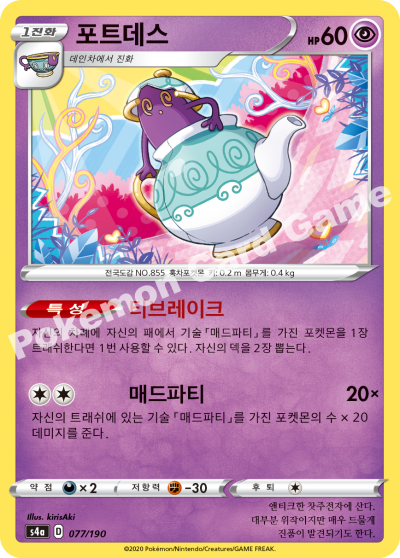 1진화
포트데스
HP 60
데인차에서 진화
전국도감 NO.855 홍차포켓몬 키: 0.2 m 몸무게: 0.4 kg
특성 티브레이크
자신의 차례에 자신의 패에서 기술 「매드파티」를 가진 포켓몬을 1장
트래쉬한다면 1번 사용할 수 있다. 자신의 덱을 2장 뽑는다.
매드파티 20×
자신의 트래쉬에 있는 기술 「매드파티」를 가진 포켓몬의 수 × 20
데미지를 준다.
약점 ×2 저항력 -30 후퇴
Illus. kirisAki
앤티크한 찻주전자에 산다.
대부분 위작이지만 매우 드물게
진품이 발견되기도 한다.
s4a D 077/190
©2020 Pokémon/Nintendo/Creatures/GAME FREAK.
Pokémon Card Game